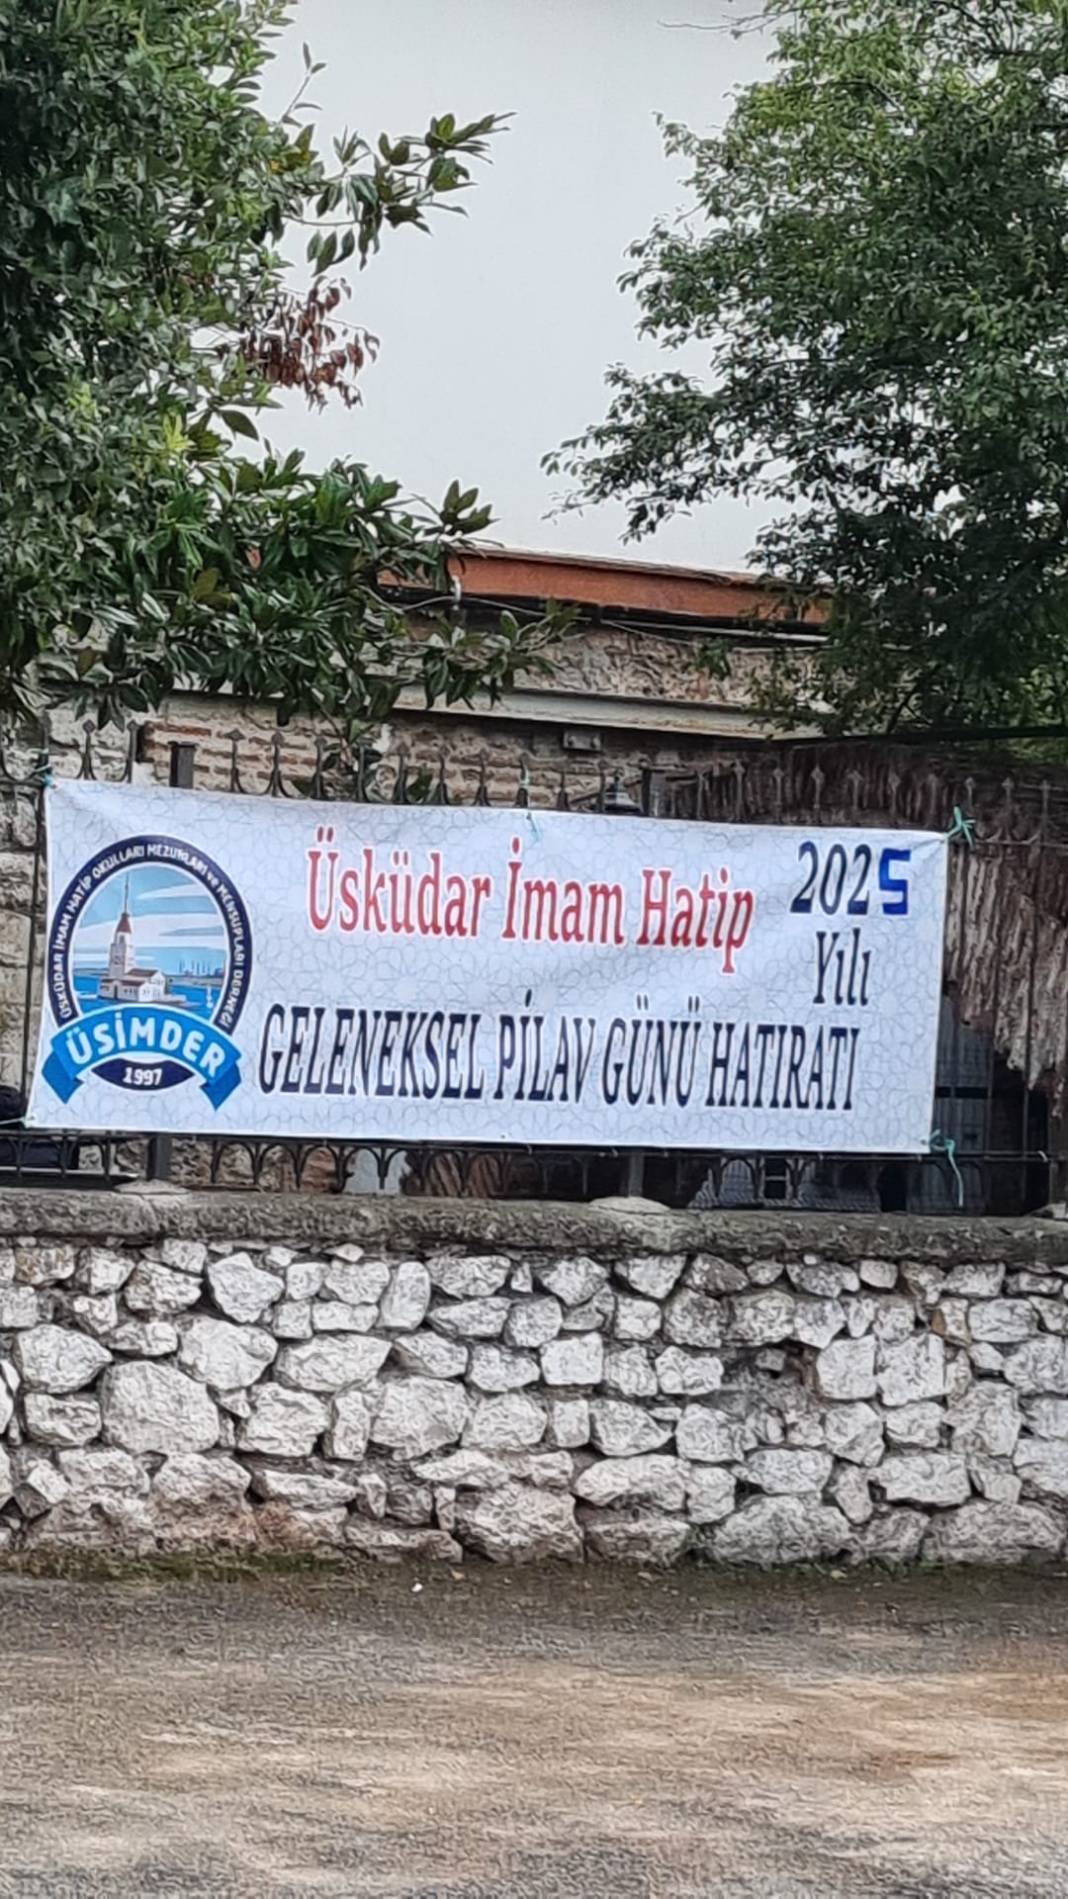 ÜSKÜDAR İMAM HATİP OKULLARI MEZUNLARI ve MENSUPLARI DERNEĞİ
ÜSİMDER
1997
Üsküdar İmam Hatip
2025
Yılı
GELENEKSEL PİLAV GÜNÜ HATIRATI